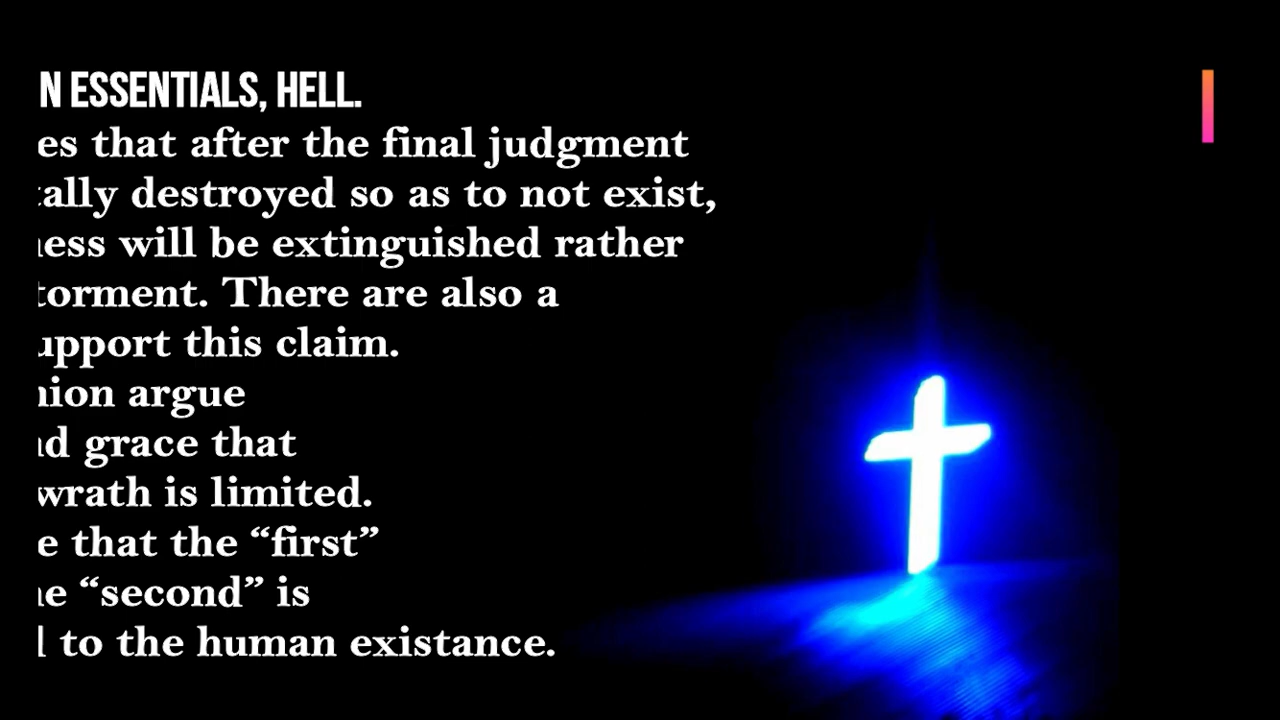 N ESSENTIALS, HELL.
es that after the final judgment
ally destroyed so as to not exist,
ess will be extinguished rather
torment. There are also a
pport this claim.
ion argue
d grace that
wrath is limited.
e that the “first”
e “second” is
to the human existance.